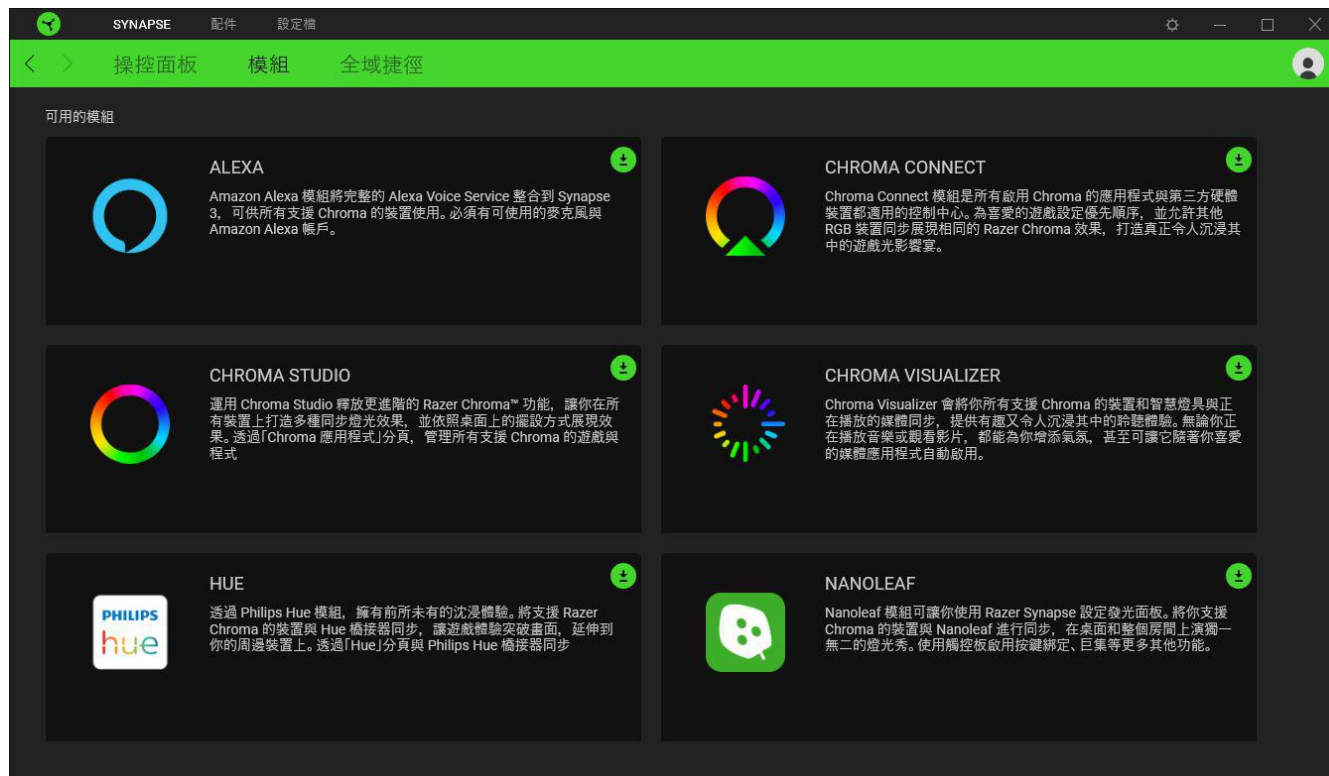 SYNAPSE 配件 設定檔
操控面板 模組 全域捷徑
可用的模組
ALEXA
Amazon Alexa 模組將完整的 Alexa Voice Service 整合到 Synapse
3，可供所有支援 Chroma 的裝置使用。必須有可使用的麥克風與
Amazon Alexa 帳戶。
CHROMA CONNECT
Chroma Connect 模組是所有啟用 Chroma 的應用程式與第三方硬體
裝置都適用的控制中心。為喜愛的遊戲設定優先順序，並允許其他
RGB 裝置同步展現相同的 Razer Chroma 效果，打造真正令人沉浸其
中的遊戲光影饗宴。
CHROMA STUDIO
運用 Chroma Studio 釋放更進階的 Razer Chroma™ 功能，讓你在所
有裝置上打造多種同步燈光效果，並依照桌面上的擺設方式展現效
果。透過「Chroma 應用程式」分頁，管理所有支援 Chroma 的遊戲與
程式
CHROMA VISUALIZER
Chroma Visualizer 會將你所有支援 Chroma 的裝置和智慧燈具與正
在播放的媒體同步，提供有趣又令人沉浸其中的聆聽體驗。無論你正
在播放音樂或觀看影片，都能為你增添氣氛，甚至可讓它隨著你喜愛
的媒體應用程式自動啟用。
PHILIPS
hue
HUE
透過 Philips Hue 模組，擁有前所未有的沈浸體驗。將支援 Razer
Chroma 的裝置與 Hue 橋接器同步，讓遊戲體驗突破畫面，延伸到
你的周邊裝置上。透過「Hue」分頁與 Philips Hue 橋接器同步
NANOLEAF
Nanoleaf 模組可讓你使用 Razer Synapse 設定發光面板。將你支援
Chroma 的裝置與 Nanoleaf 進行同步，在桌面和整個房間上演獨一
無二的燈光秀。使用觸控板啟用按鍵綁定、巨集等更多其他功能。